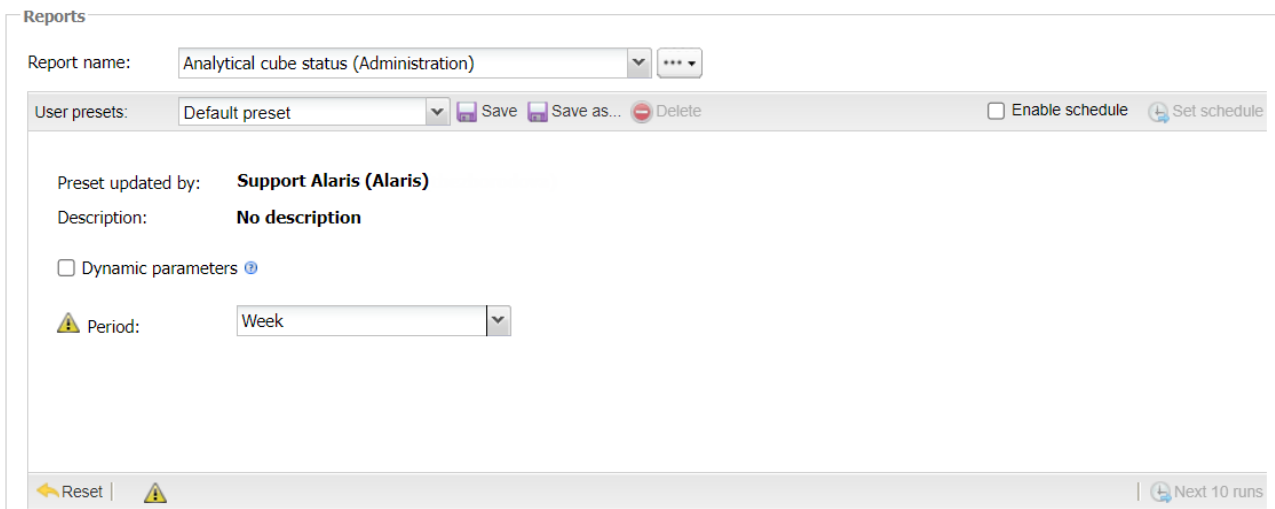 Reports
Report name: Analytical cube status (Administration)
User presets: Default preset Save Save as... Delete Enable schedule Set schedule
Preset updated by: Support Alaris (Alaris)
Description: No description
Dynamic parameters
Period: Week
Reset Next 10 runs